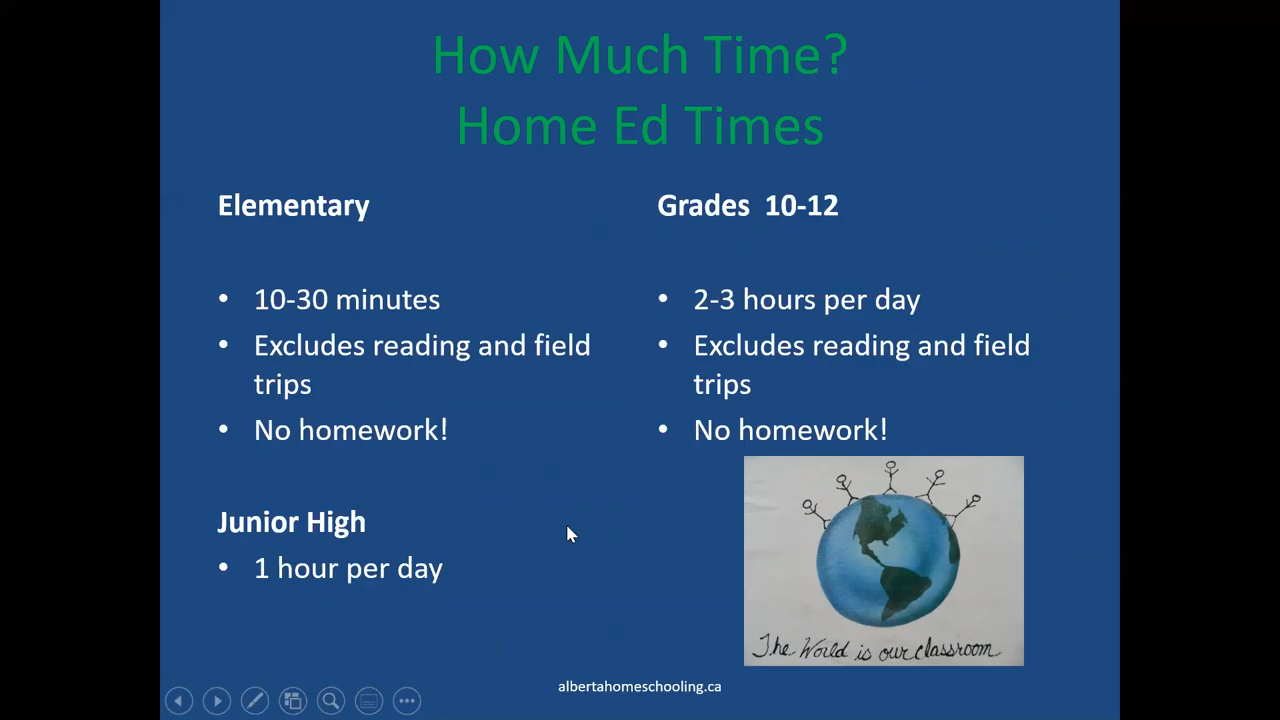 How Much Time?
Home Ed Times
Elementary
• 10-30 minutes
• Excludes reading and field
trips
• No homework!
Junior High
• 1 hour per day
Grades 10-12
• 2-3 hours per day
• Excludes reading and field
trips
• No homework!
The World is our classroom
albertahomeschooling.ca